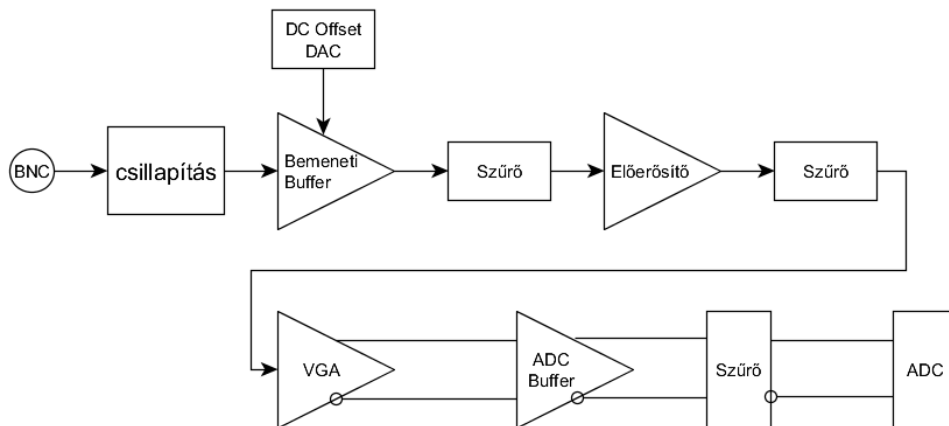 DC Offset
DAC
BNC
csillapítás
Bemeneti
Buffer
Szűrő
Előerősítő
Szűrő
VGA
ADC
Buffer
Szűrő
ADC